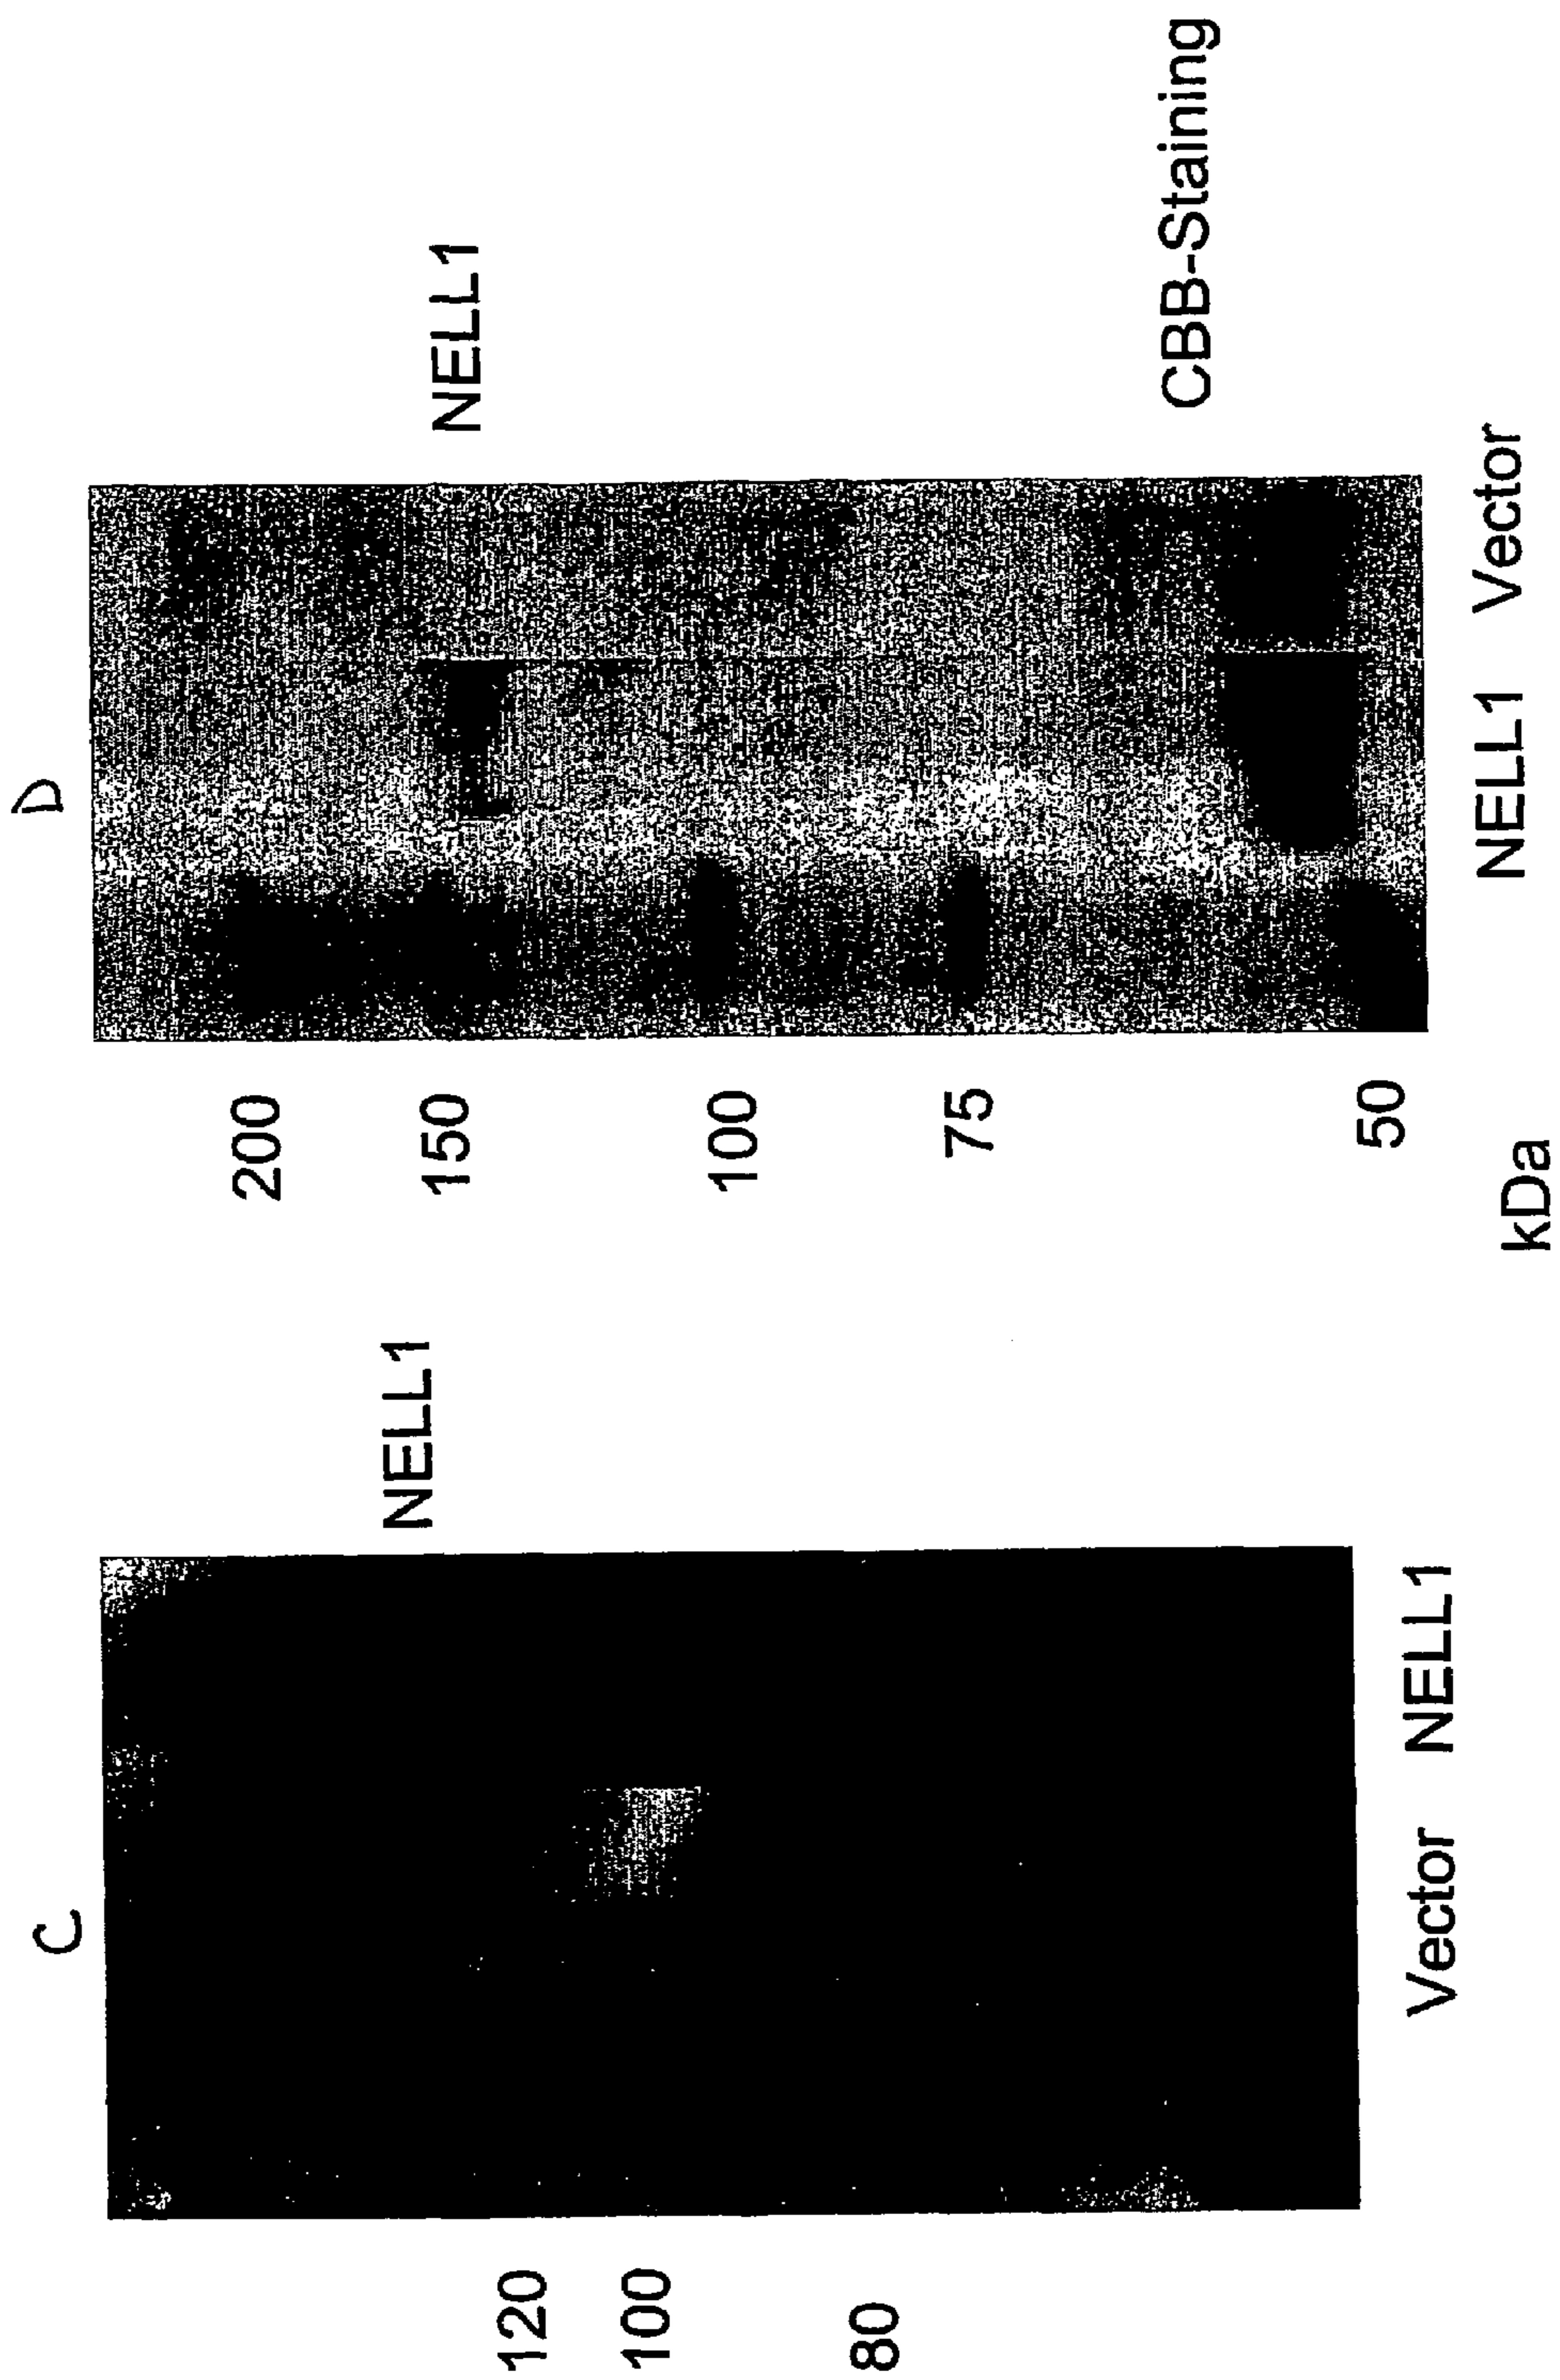 C
120
100
80
NELL1
Vector NELL1
D
200
150
100
75
50
kDa
NELL1
CBB-Staining
NELL1 Vector